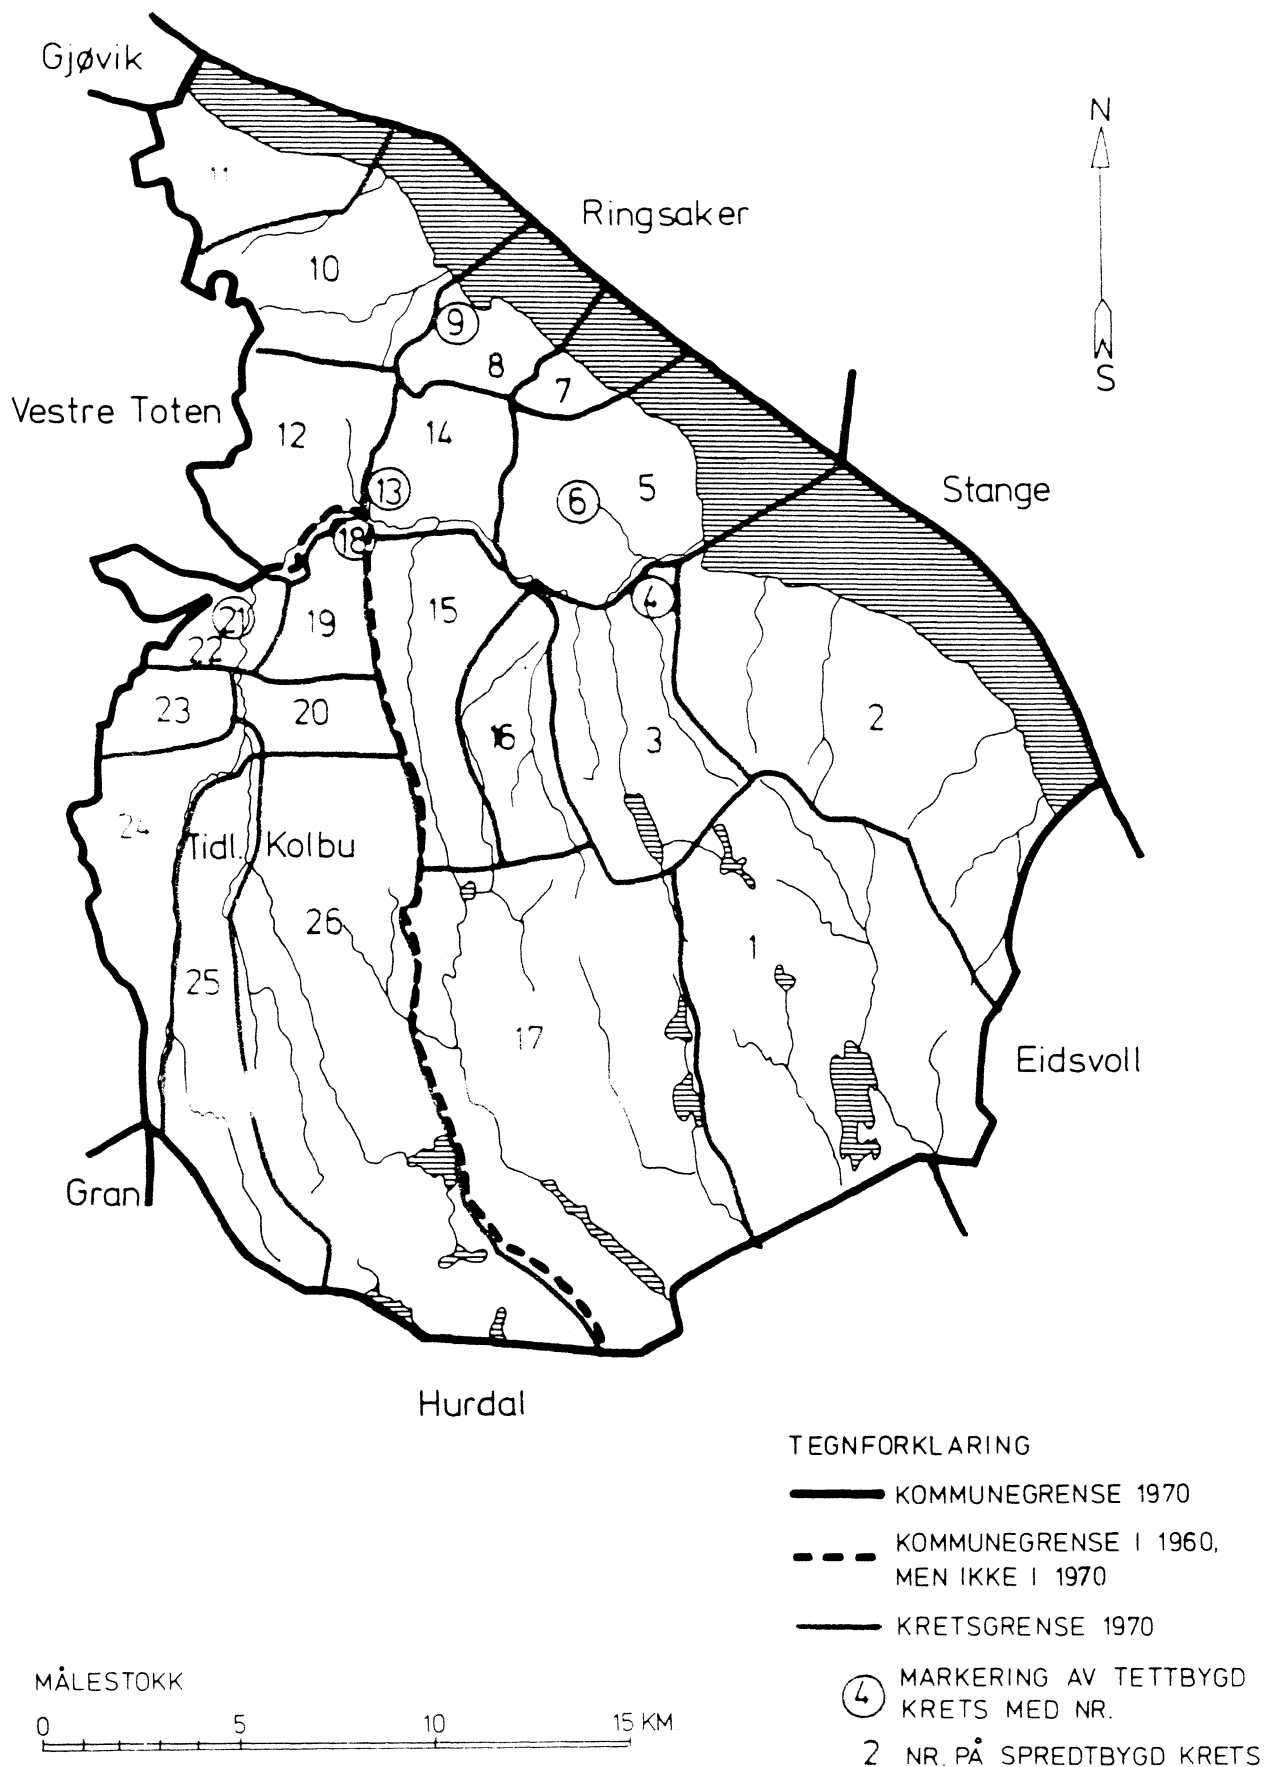 Gjøvik
N
11
Ringsaker
10
9
8
7
S
Vestre Toten
12
14
13
6
5
Stange
18
4
21
19
15
22
23
20
16
3
2
24
Tidl. Kolbu
26
1
25
17
Eidsvoll
Gran
Hurdal
TEGNFORKLARING
KOMMUNEGRENSE 1970
KOMMUNEGRENSE I 1960,
MEN IKKE I 1970
KRETSGRENSE 1970
MÅLESTOKK
0 5 10 15 KM.
4 MARKERING AV TETTBYGD
KRETS MED NR.
2 NR. PÅ SPREDTBYGD KRETS